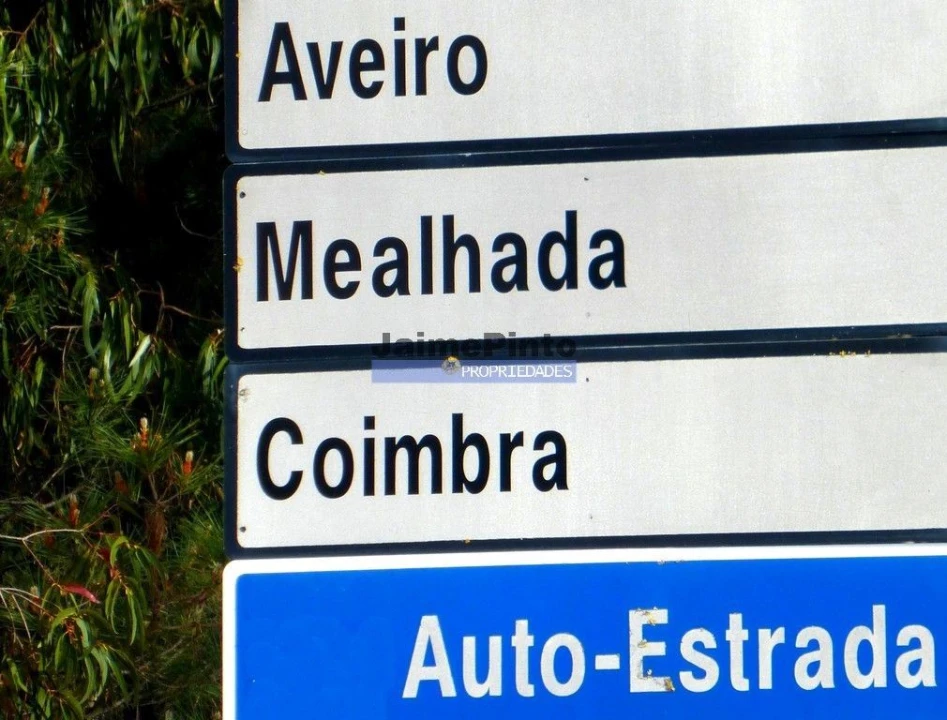 Aveiro
Mealhada
JaimePinto
PROPRIEDADES
Coimbra
Auto-Estrada